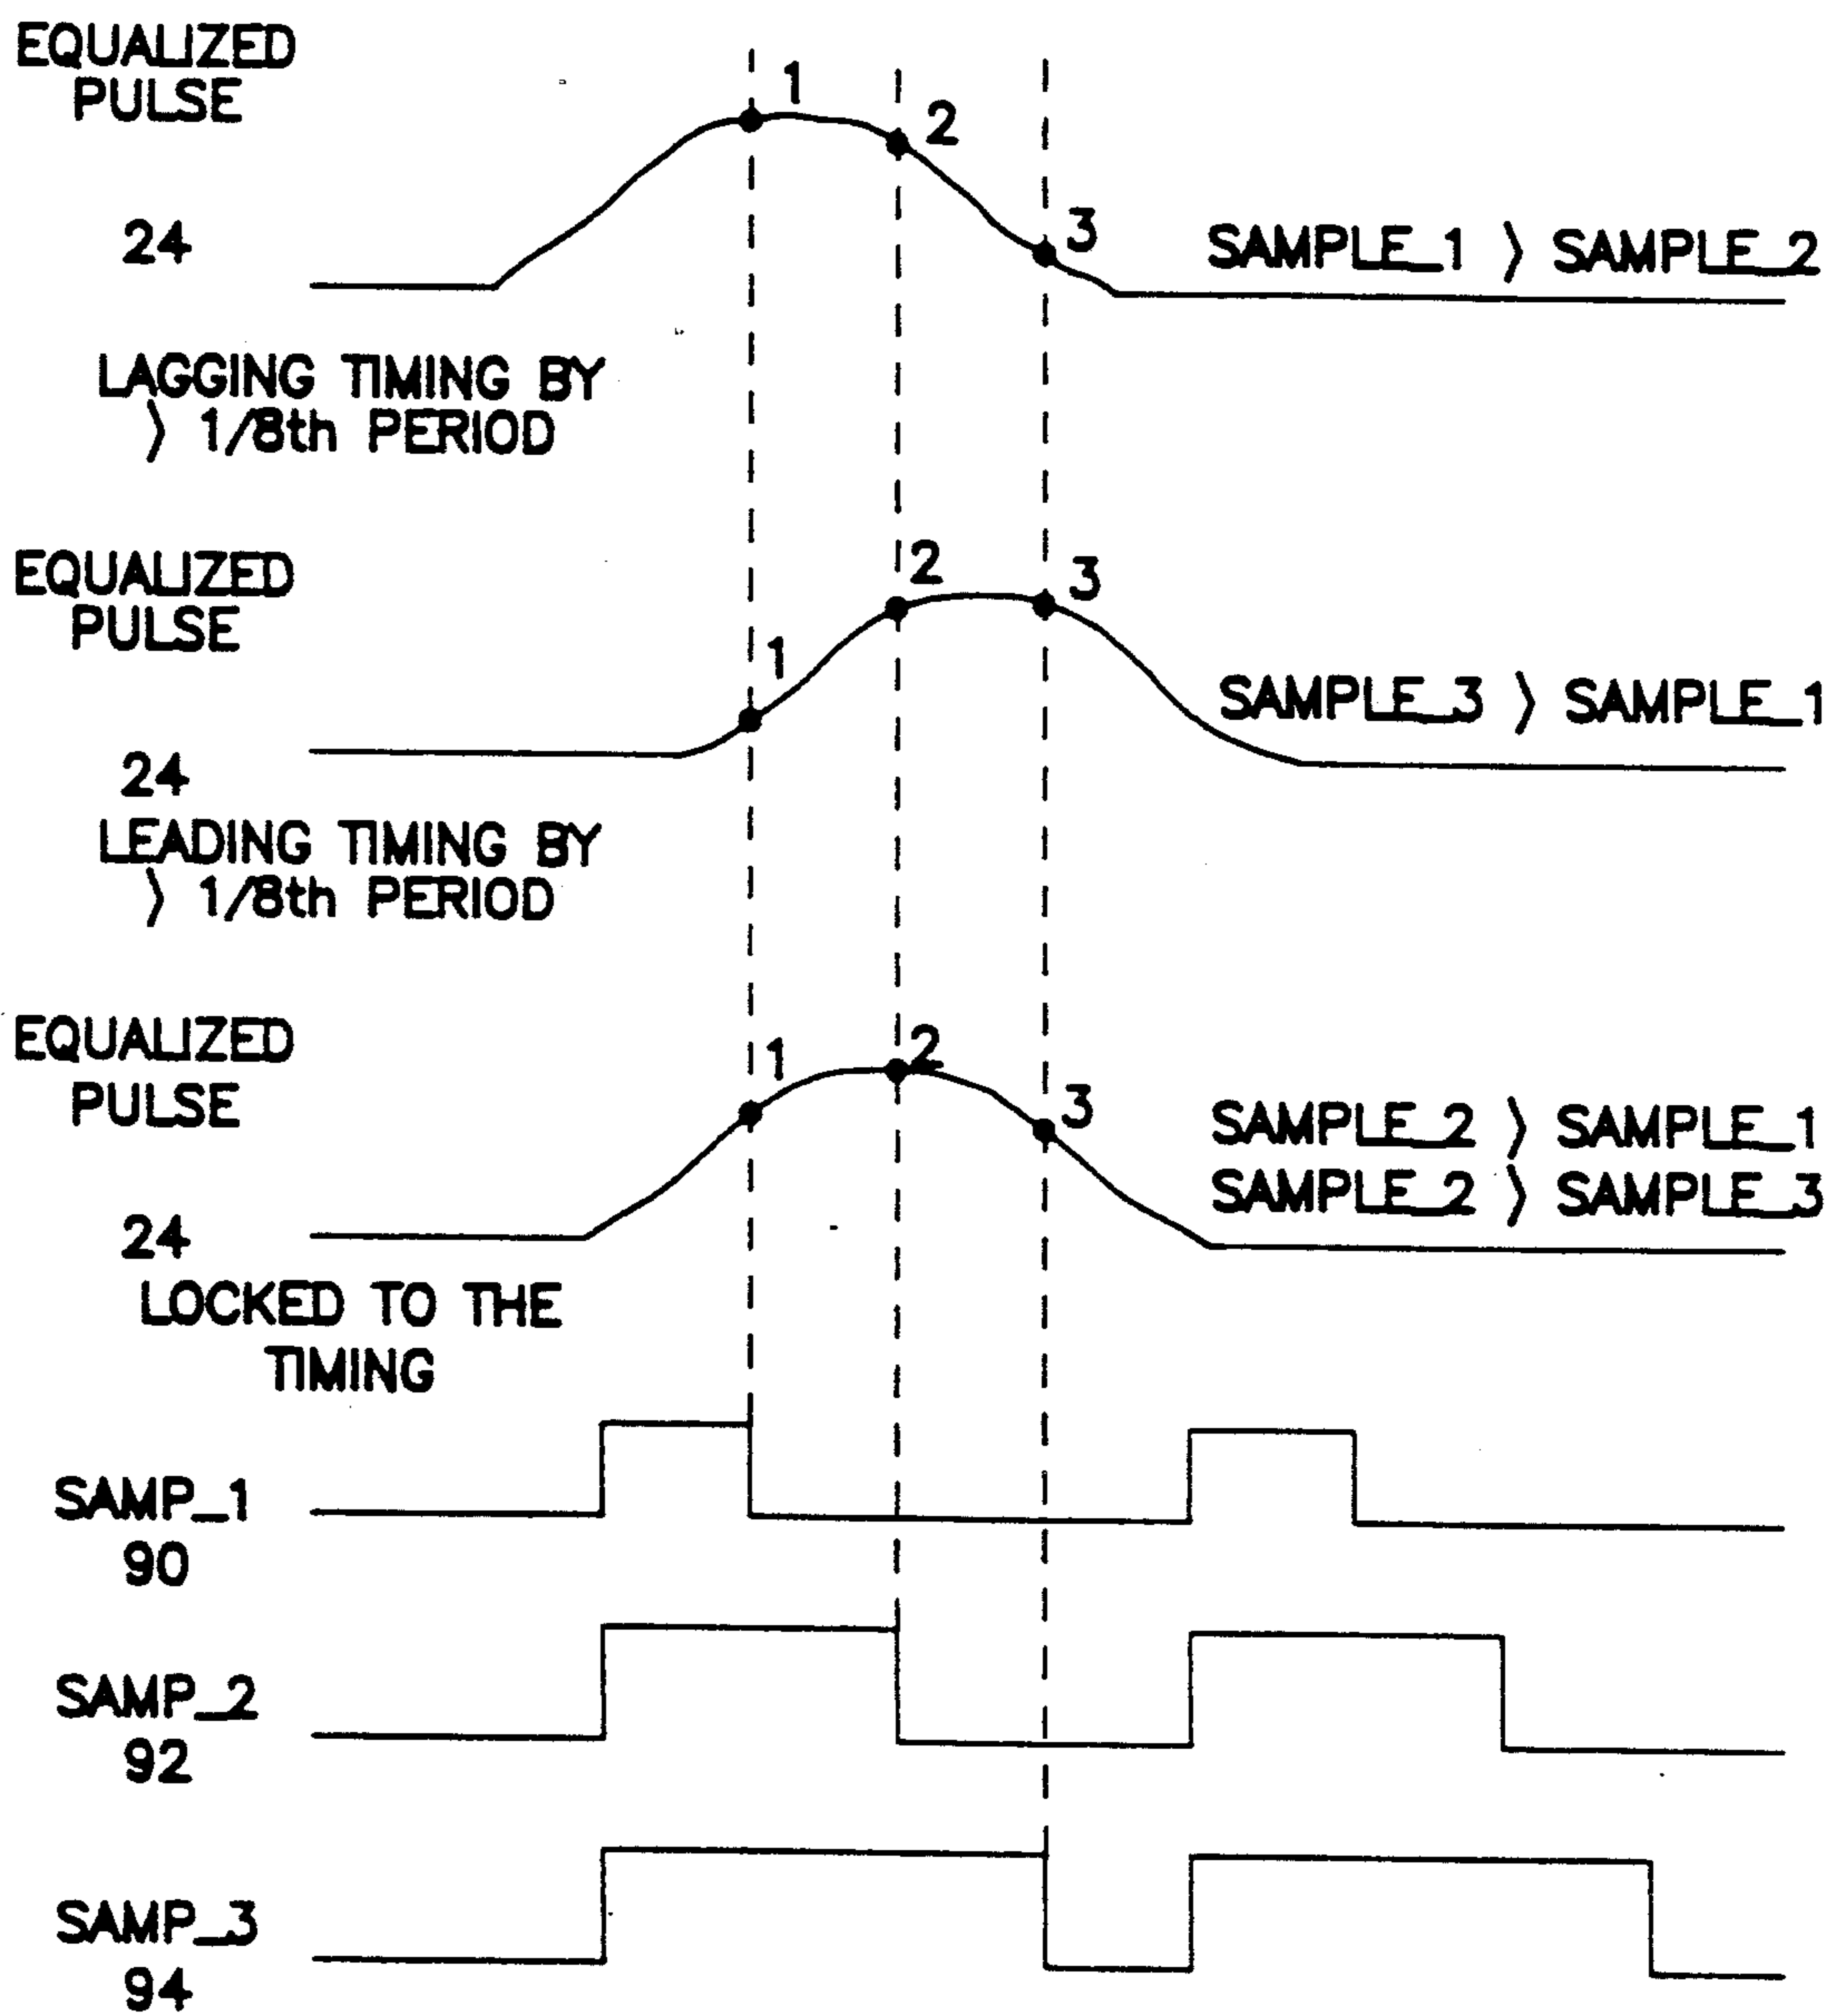 EQUALIZED
PULSE
1
2
3
24
SAMPLE_1 > SAMPLE_2
LAGGING TIMING BY
> 1/8th PERIOD
EQUALIZED
PULSE
1
2
3
SAMPLE_3 > SAMPLE_1
24
LEADING TIMING BY
> 1/8th PERIOD
EQUALIZED
PULSE
1
2
3
SAMPLE_2 > SAMPLE_1
SAMPLE_2 > SAMPLE_3
24
LOCKED TO THE
TIMING
SAMP_1
90
SAMP_2
92
SAMP_3
94